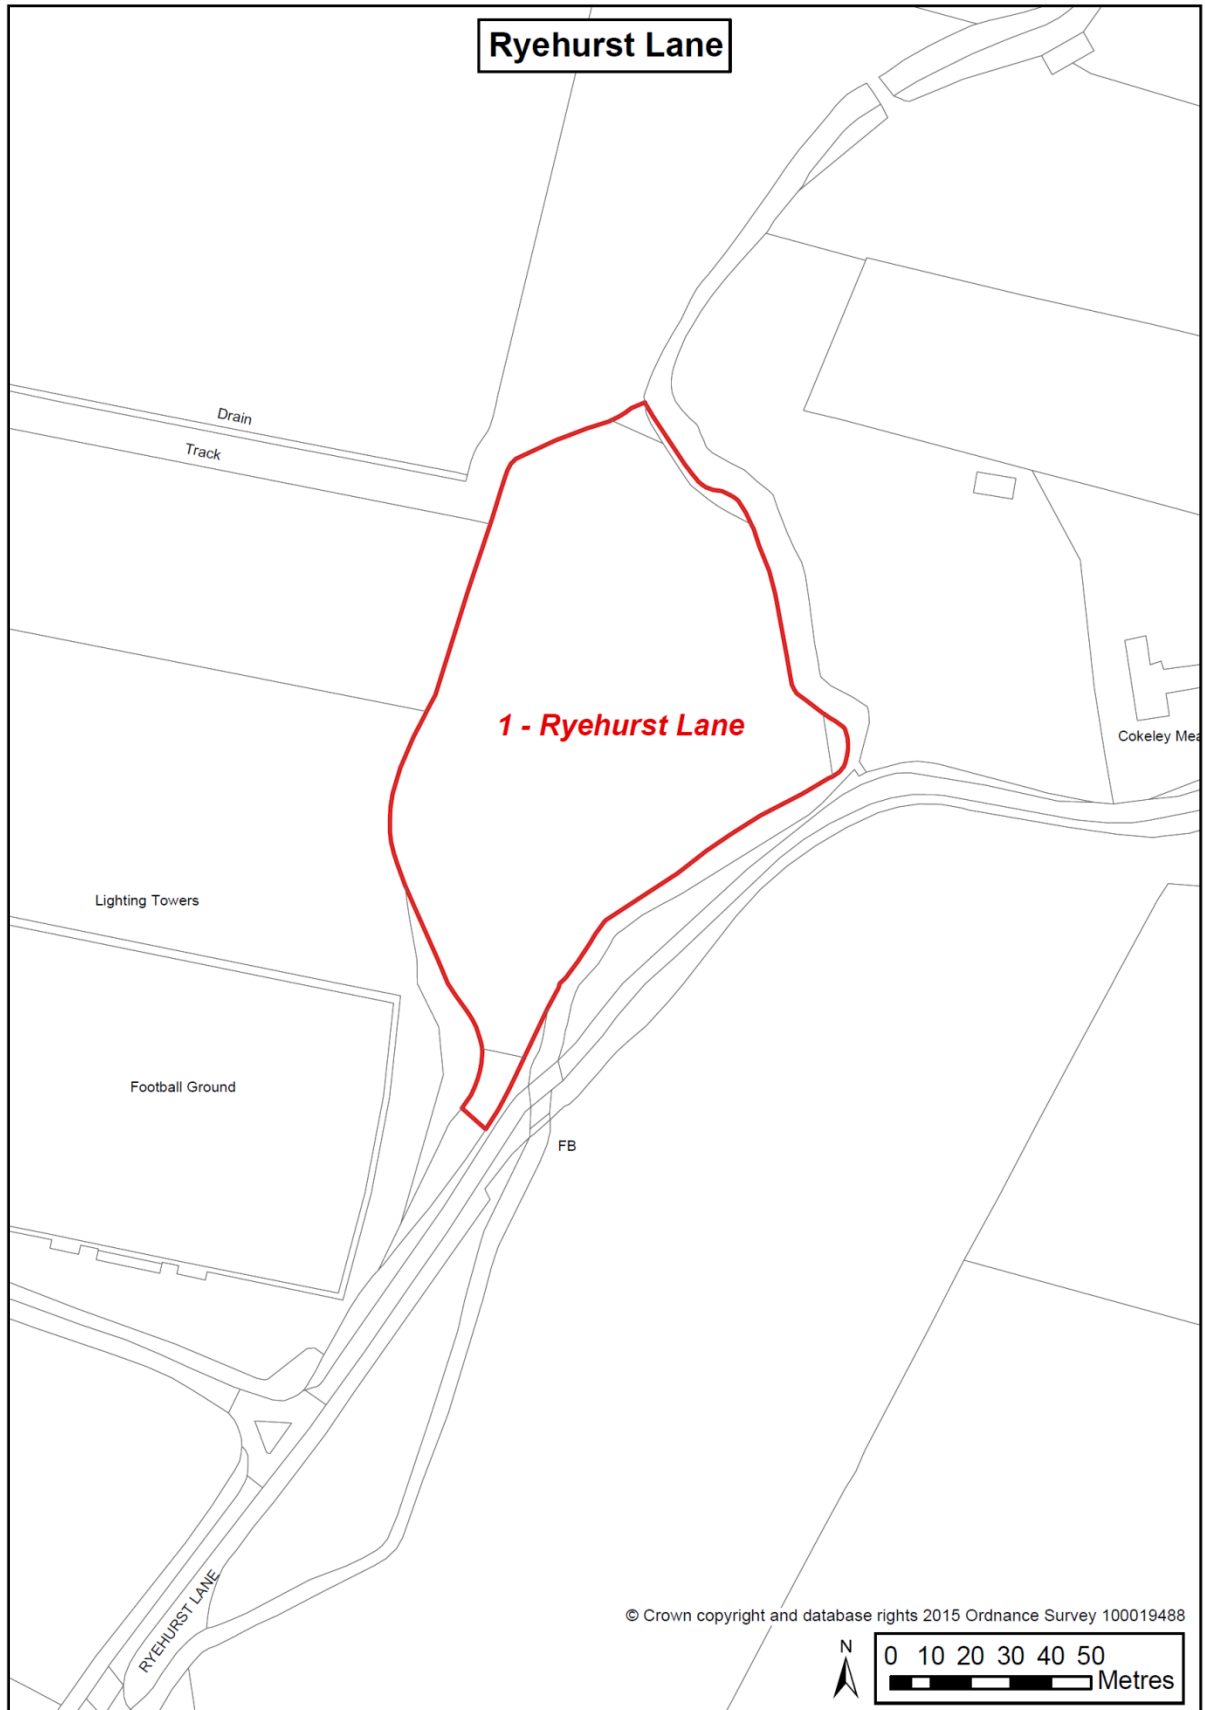 Ryehurst Lane
Drain
Track
1 - Ryehurst Lane
Cokeley Mea
Lighting Towers
Football Ground
FB
RYEHURST LANE
© Crown copyright and database rights 2015 Ordnance Survey 100019488
N
0 10 20 30 40 50
Metres